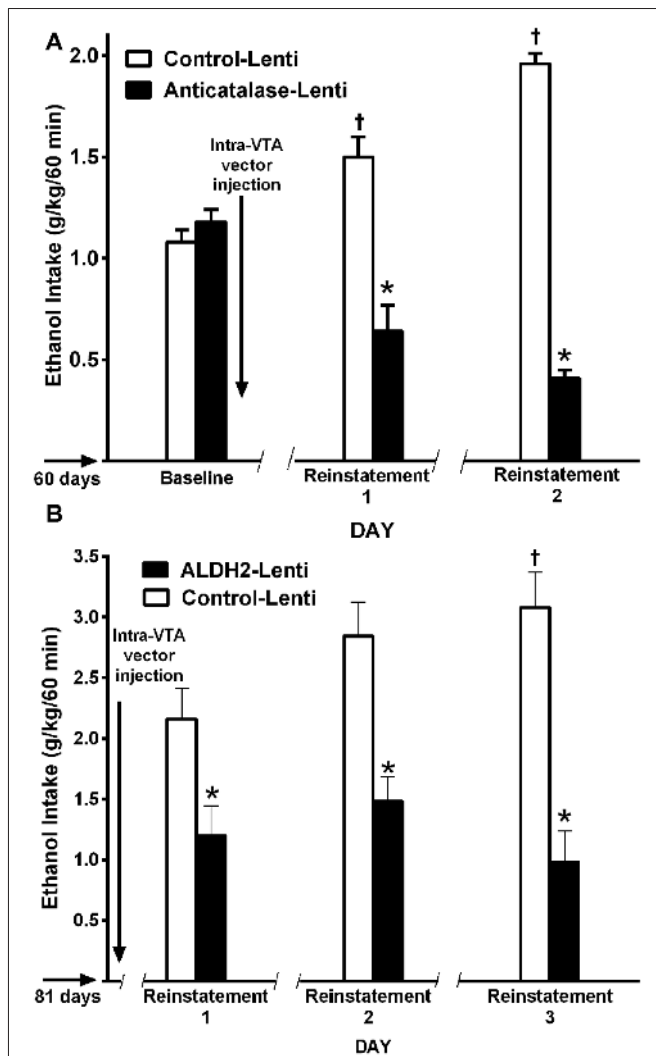 A
Control-Lenti
Anticatalase-Lenti
Intra-VTA
vector
injection
Ethanol Intake (g/kg/60 min)
2.0
1.5
1.0
0.5
†
*
†
*
60 days
Baseline
Reinstatement
1
Reinstatement
2
DAY
B
ALDH2-Lenti
Control-Lenti
Intra-VTA
vector
injection
Ethanol Intake (g/kg/60 min)
3.5
3.0
2.5
2.0
1.5
1.0
0.5
*
*
†
*
81 days
Reinstatement
1
Reinstatement
2
Reinstatement
3
DAY